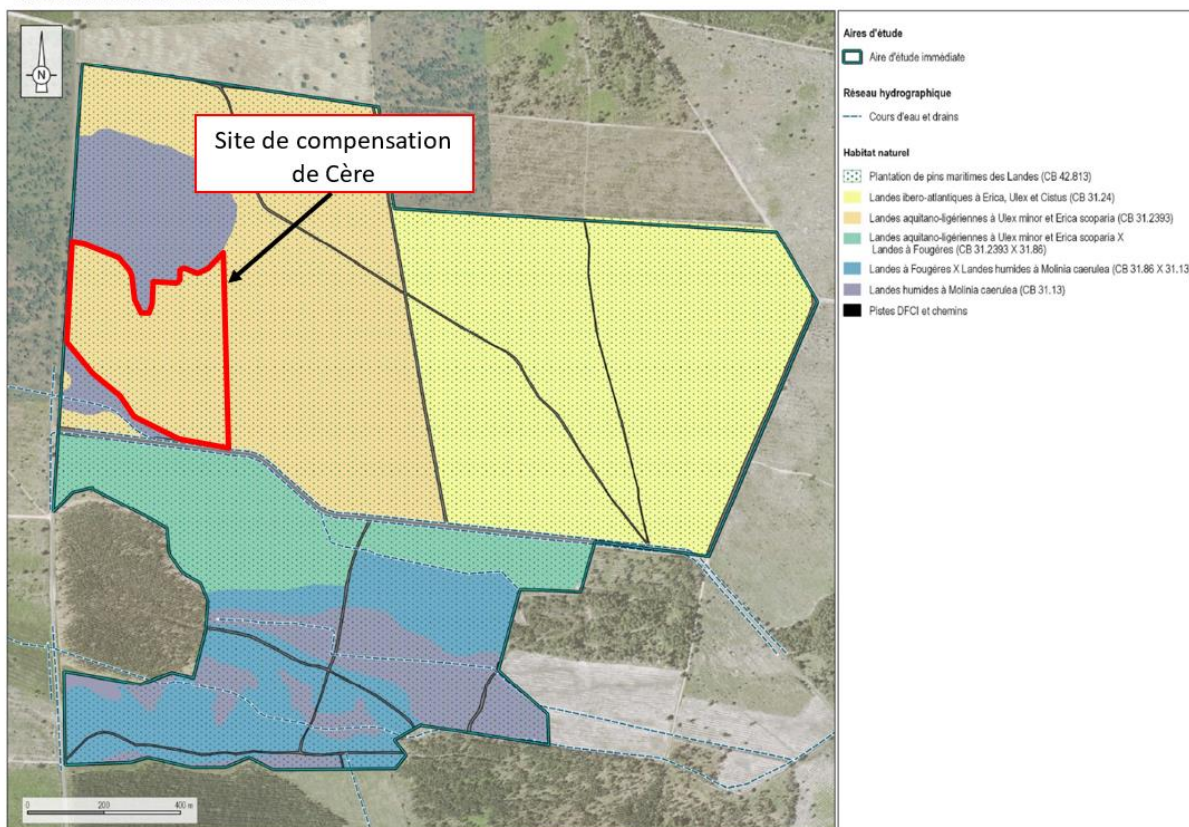 N
Site de compensation
de Cère
0 200 400 m
Aires d'étude
Aire d'étude immédiate
Réseau hydrographique
Cours d'eau et drains
Habitat naturel
Plantation de pins maritimes des Landes (CB 42.813)
Landes ibero-atlantiques à Erica, Ulex et Cistus (CB 31.24)
Landes aquitano-ligériennes à Ulex minor et Erica scoparia (CB 31.2393)
Landes aquitano-ligériennes à Ulex minor et Erica scoparia X
Landes à Fougères (CB 31.2393 X 31.86)
Landes à Fougères X Landes humides à Molinia caerulea (CB 31.86 X 31.13
Landes humides à Molinia caerulea (CB 31.13)
Pistes DFCI et chemins